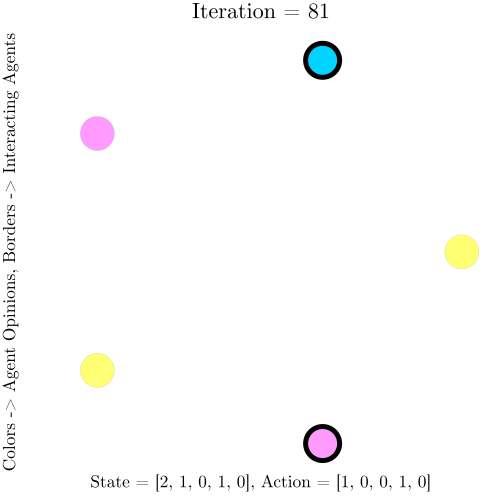 Iteration = 81
Colors -> Agent Opinions, Borders -> Interacting Agents
State = [2, 1, 0, 1, 0], Action = [1, 0, 0, 1, 0]